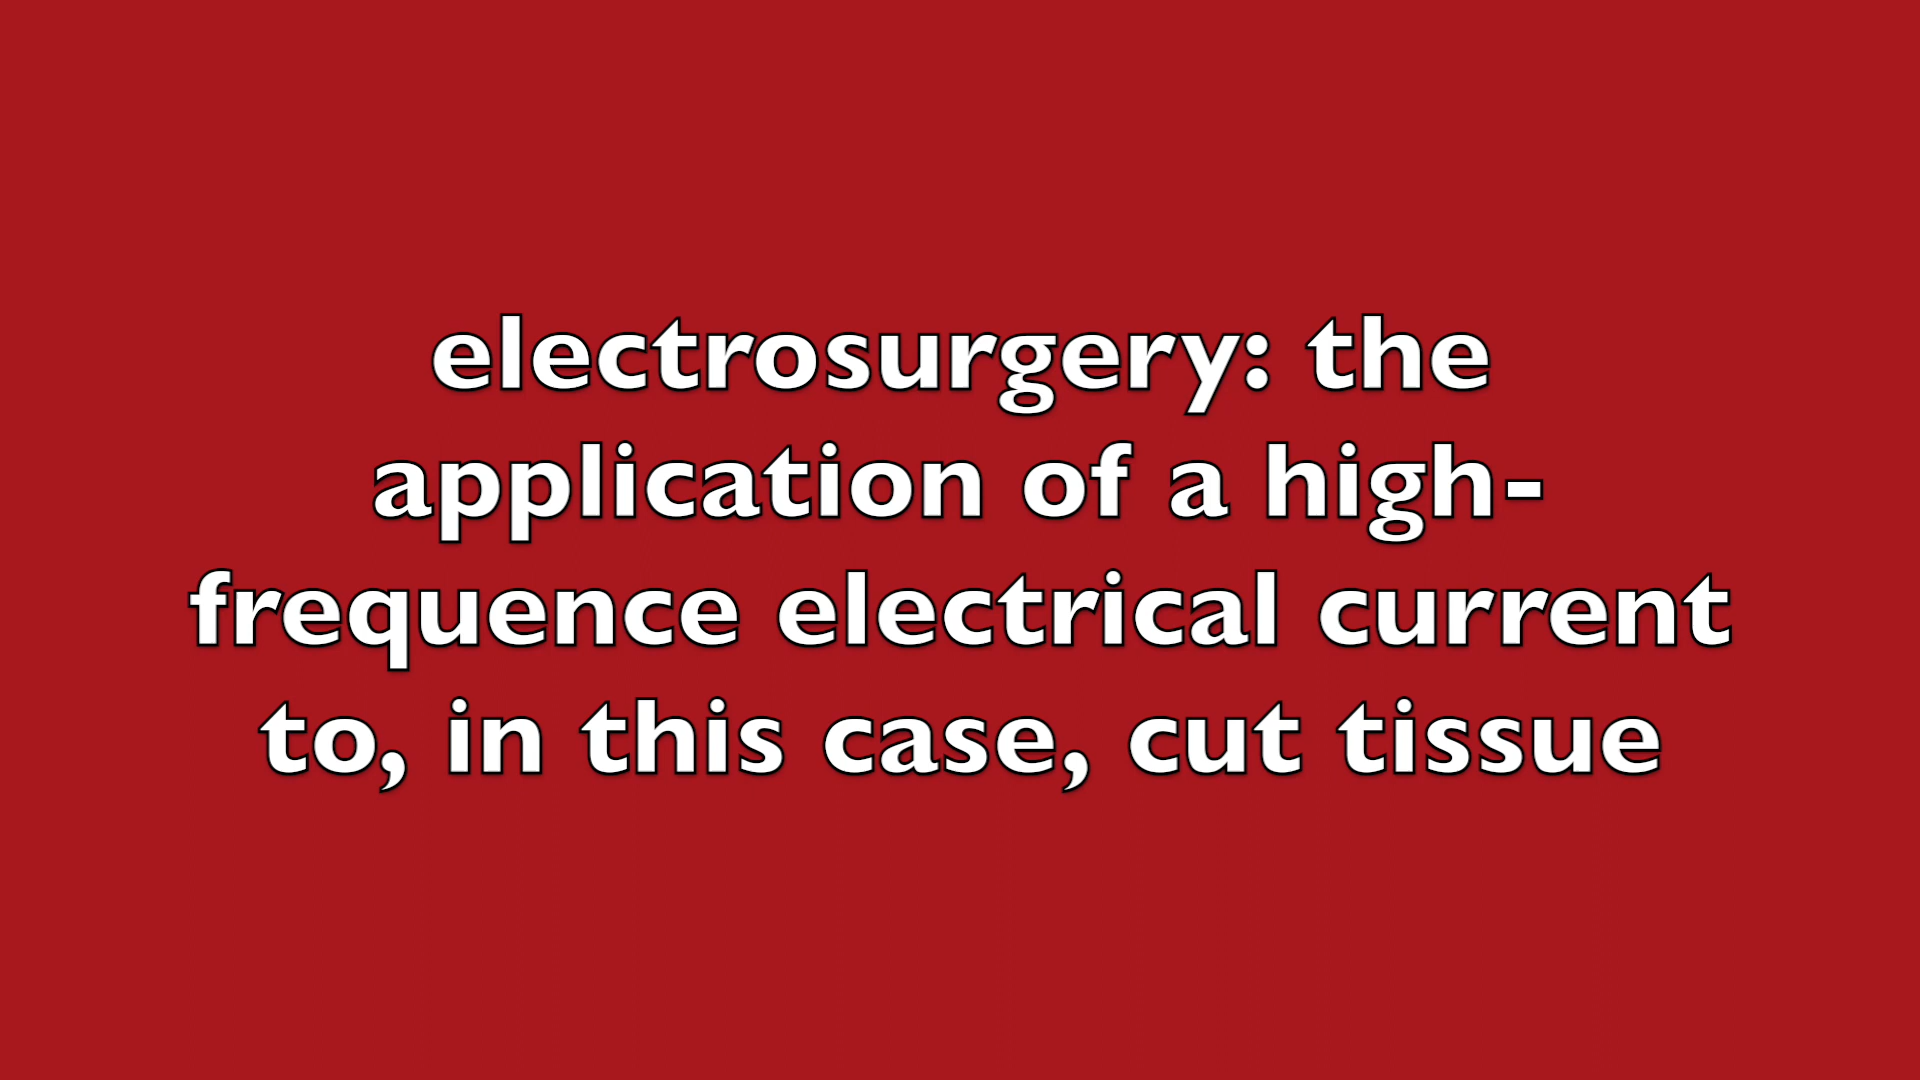 electrosurgery: the
application of a high-
frequence electrical current
to, in this case, cut tissue